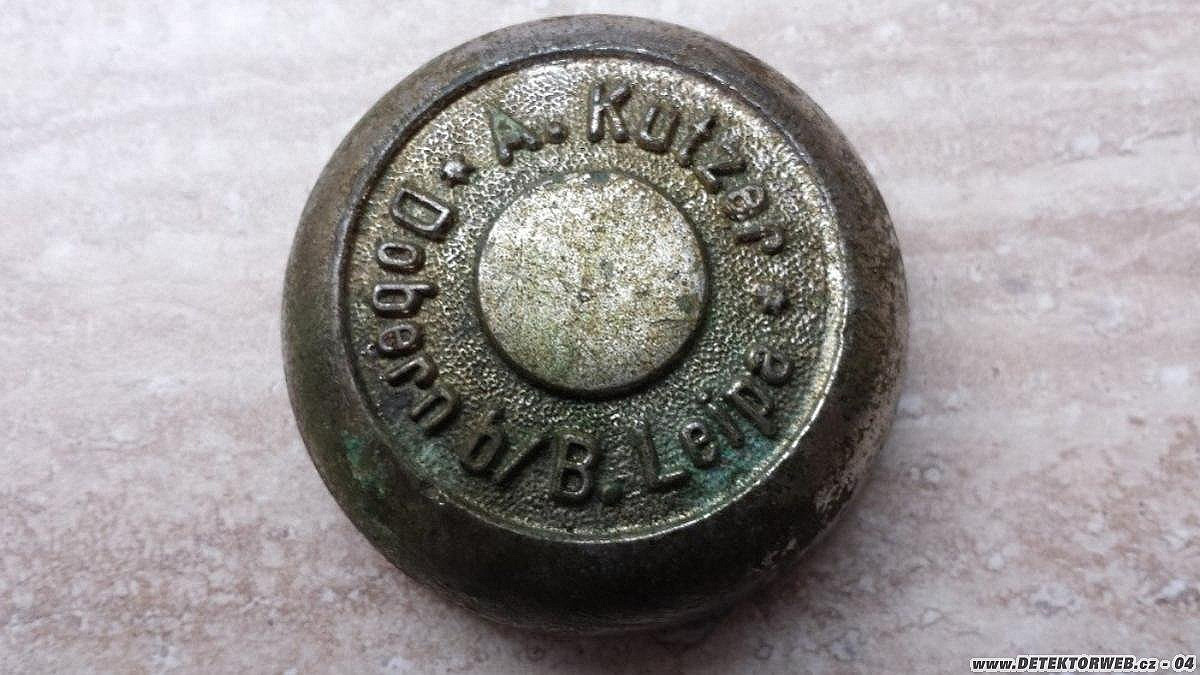 A. Kutzer
* Dobern b/B. Leipa *
www.DETEKTORWEB.cz - 04